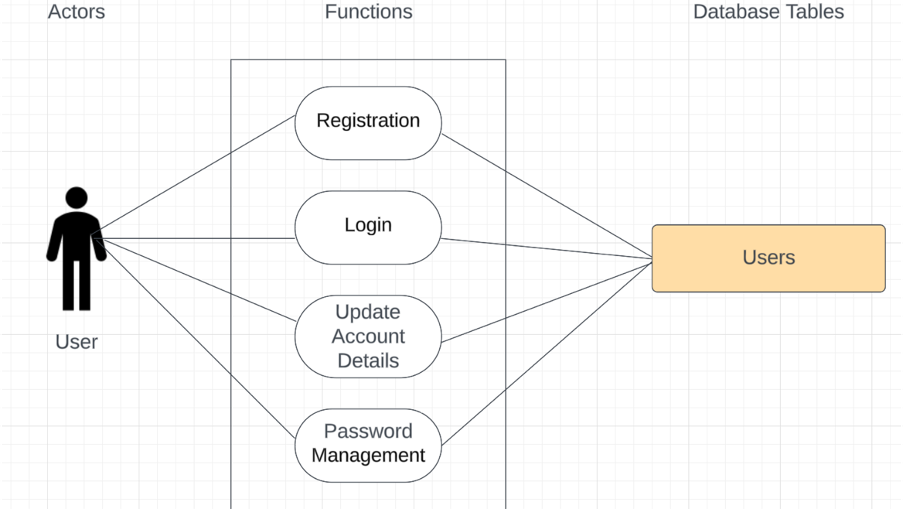 Actors
Functions
Database Tables
Registration
Login
Users
Update
Account
Details
User
Password
Management